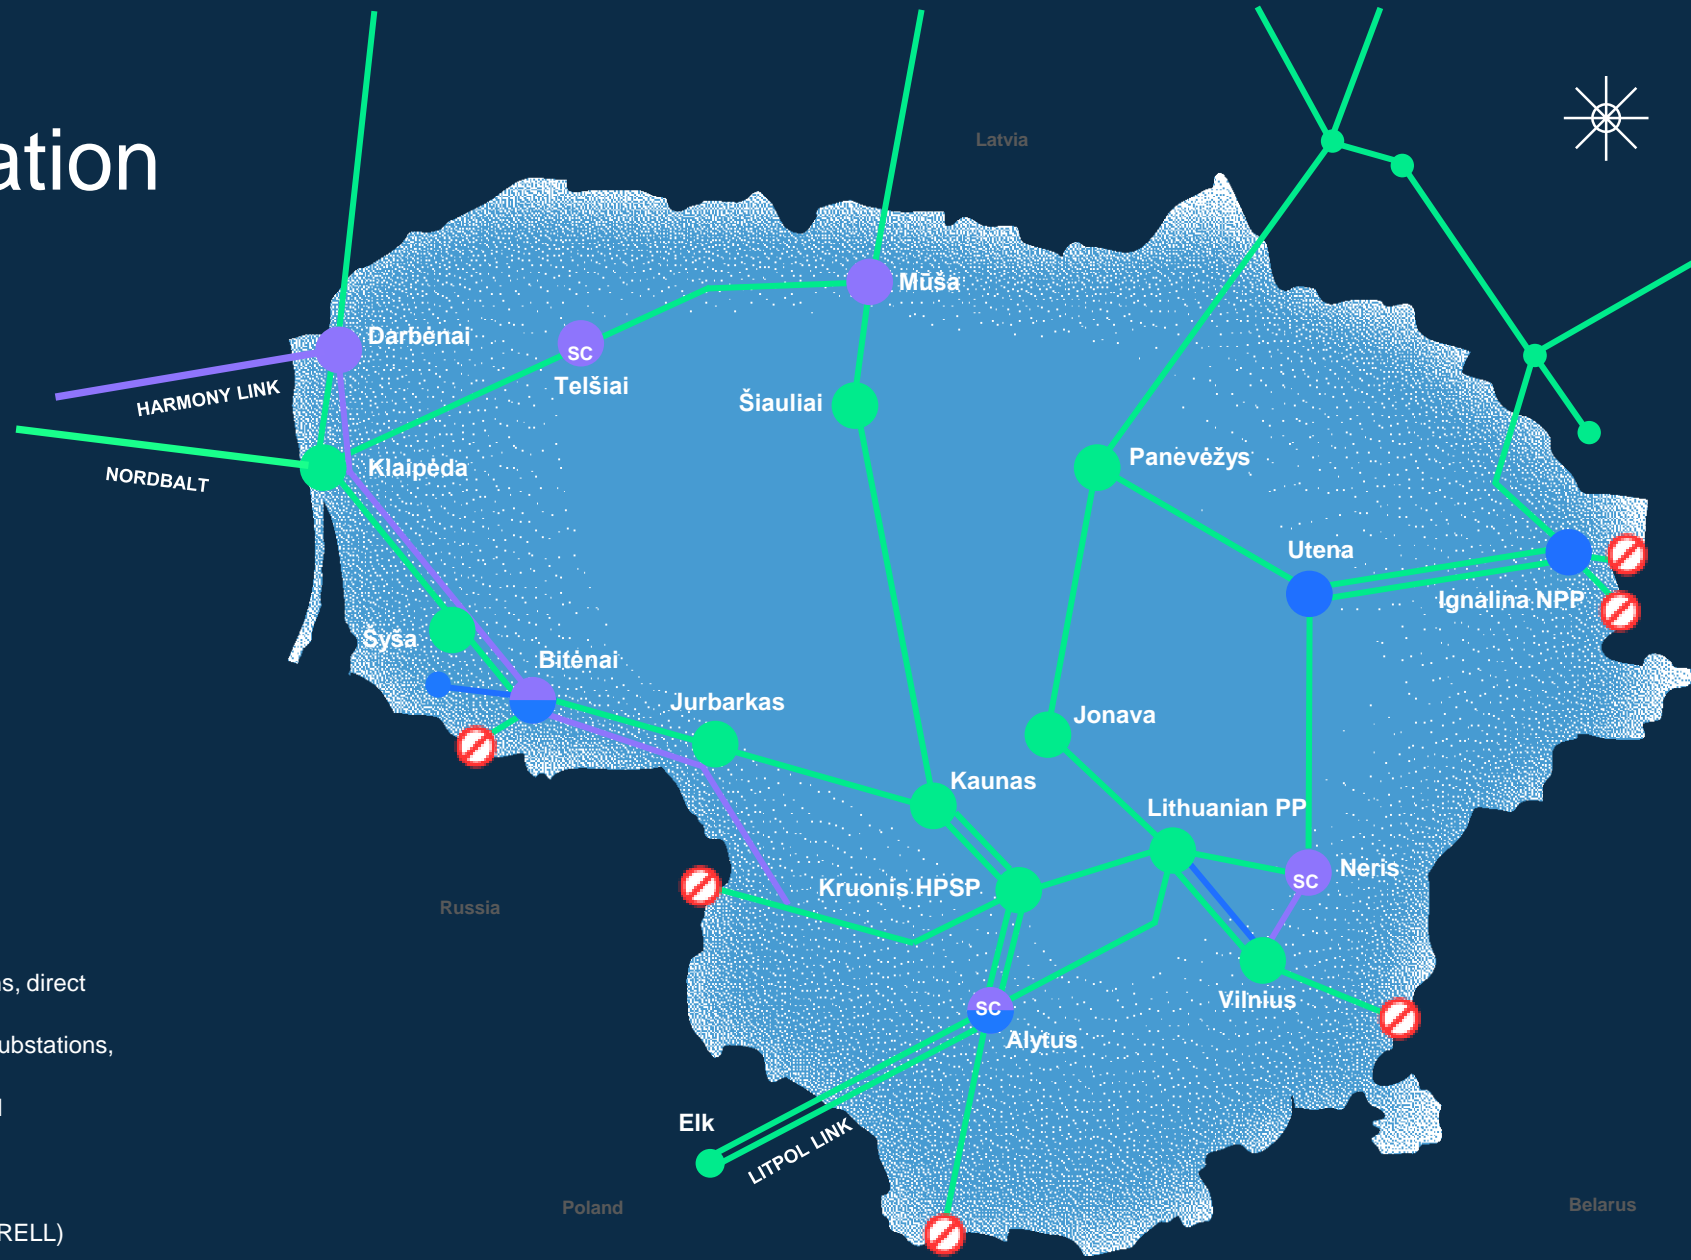 ation
Latvia
Mūša
Darbėnai
SC
Telšiai
HARMONY LINK
Šiauliai
Panevėžys
Klaipėda
NORDBALT
Utena
Ignalina NPP
Šyša
Bitėnai
Jurbarkas
Jonava
Kaunas
Lithuanian PP
Neris
SC
Kruonis HPSP
Russia
s, direct
Vilnius
SC
Alytus
ubstations,
Elk
LITPOL LINK
Poland
Belarus
RELL)